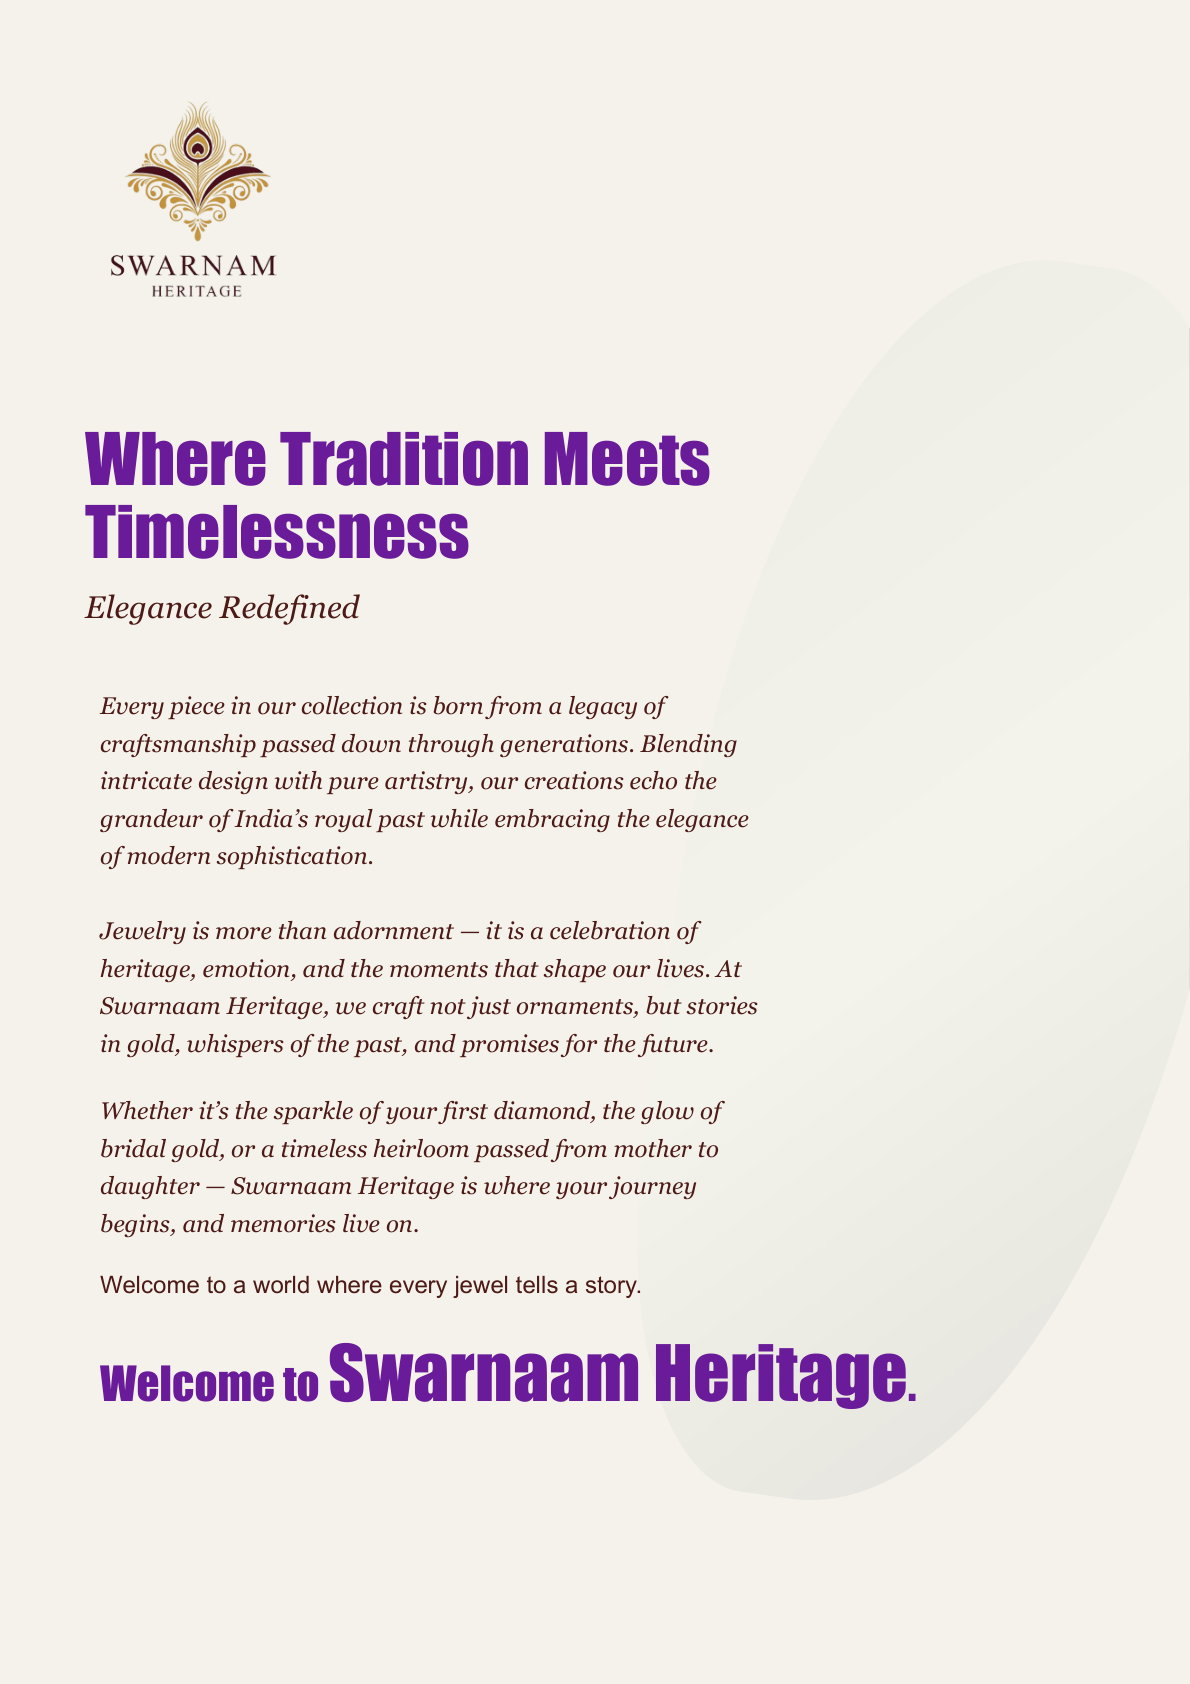 SWARNAM
HERITAGE
Where Tradition Meets
Timelessness
Elegance Redefined
Every piece in our collection is born from a legacy of
craftsmanship passed down through generations. Blending
intricate design with pure artistry, our creations echo the
grandeur of India’s royal past while embracing the elegance
of modern sophistication.
Jewelry is more than adornment — it is a celebration of
heritage, emotion, and the moments that shape our lives. At
Swarnaam Heritage, we craft not just ornaments, but stories
in gold, whispers of the past, and promises for the future.
Whether it’s the sparkle of your first diamond, the glow of
bridal gold, or a timeless heirloom passed from mother to
daughter — Swarnaam Heritage is where your journey
begins, and memories live on.
Welcome to a world where every jewel tells a story.
Welcome to Swarnaam Heritage.